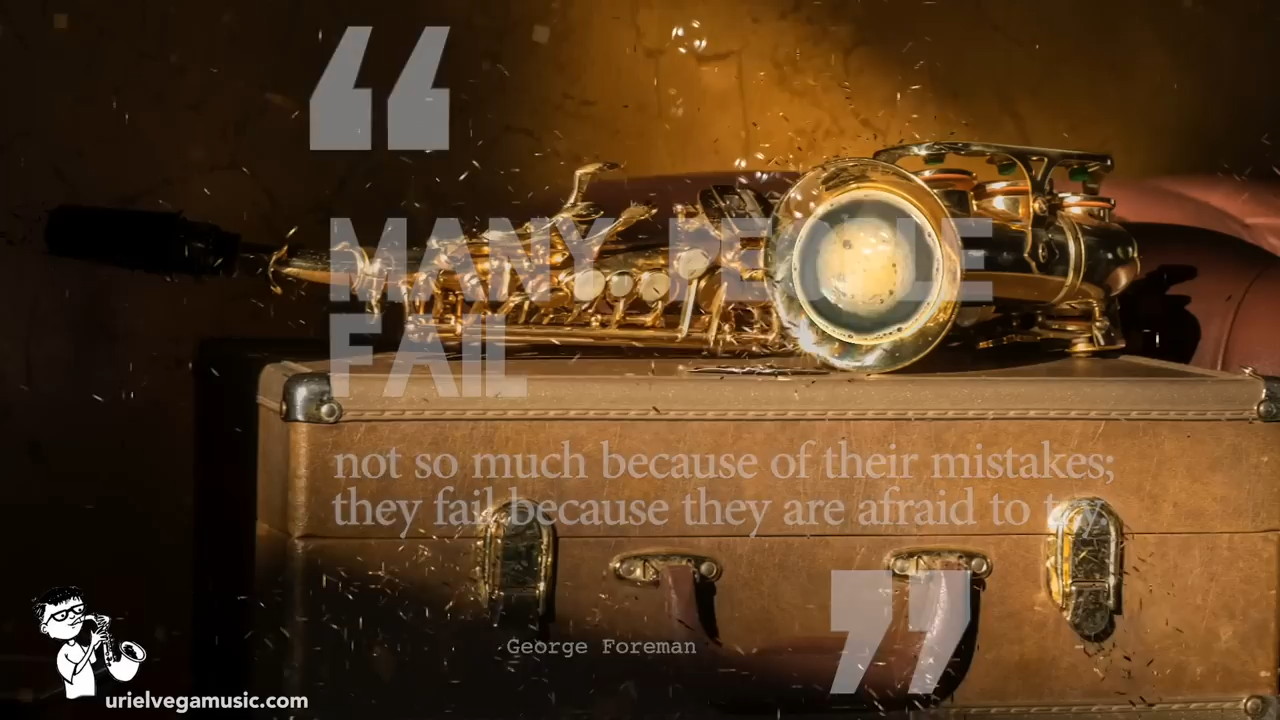 “
MANY PEOPLE
FAIL
not so much because of their mistakes;
they fail because they are afraid to try.
”
George Foreman
urielvegamusic.com